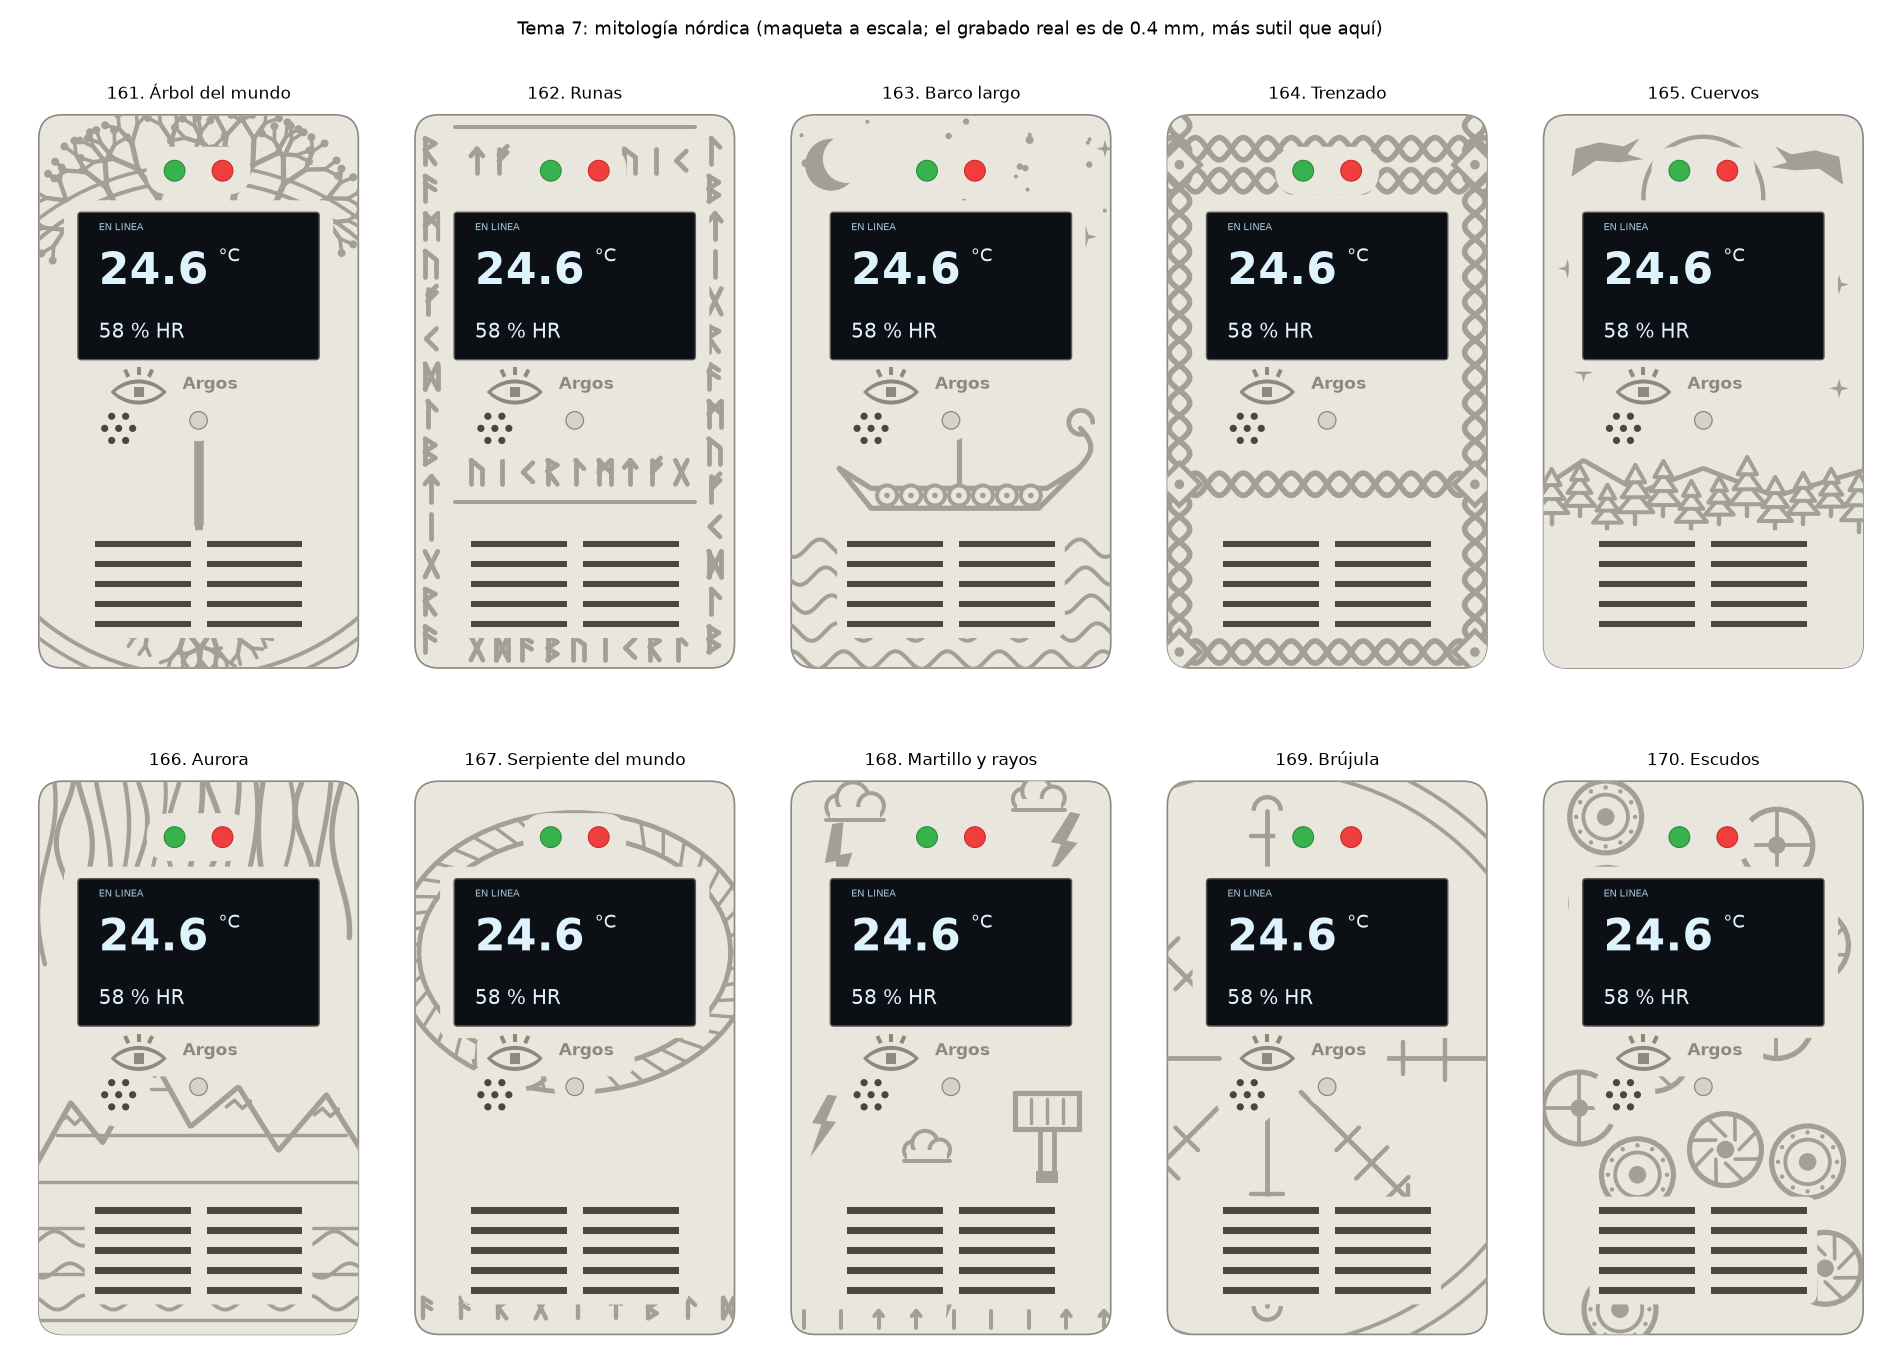 Tema 7: mitología nórdica (maqueta a escala; el grabado real es de 0.4 mm, más sutil que aquí)
161. Árbol del mundo
EN LINEA
24.6 °C
58 % HR
Argos
162. Runas
EN LINEA
24.6 °C
58 % HR
Argos
163. Barco largo
EN LINEA
24.6 °C
58 % HR
Argos
164. Trenzado
EN LINEA
24.6 °C
58 % HR
Argos
165. Cuervos
EN LINEA
24.6 °C
58 % HR
Argos
166. Aurora
EN LINEA
24.6 °C
58 % HR
Argos
167. Serpiente del mundo
EN LINEA
24.6 °C
58 % HR
Argos
168. Martillo y rayos
EN LINEA
24.6 °C
58 % HR
Argos
169. Brújula
EN LINEA
24.6 °C
58 % HR
Argos
170. Escudos
EN LINEA
24.6 °C
58 % HR
Argos